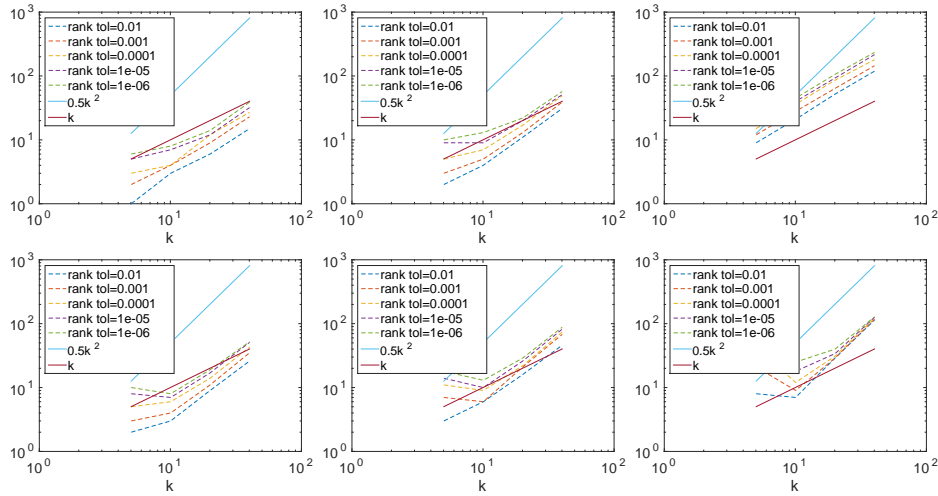 10^3
rank tol=0.01
rank tol=0.001
rank tol=0.0001
rank tol=1e-05
rank tol=1e-06
0.5k^2
k
10^2
10^1
10^0
10^0 10^1 10^2
k
10^3
rank tol=0.01
rank tol=0.001
rank tol=0.0001
rank tol=1e-05
rank tol=1e-06
0.5k^2
k
10^2
10^1
10^0
10^0 10^1 10^2
k
10^3
rank tol=0.01
rank tol=0.001
rank tol=0.0001
rank tol=1e-05
rank tol=1e-06
0.5k^2
k
10^2
10^1
10^0
10^0 10^1 10^2
k
10^3
rank tol=0.01
rank tol=0.001
rank tol=0.0001
rank tol=1e-05
rank tol=1e-06
0.5k^2
k
10^2
10^1
10^0
10^0 10^1 10^2
k
10^3
rank tol=0.01
rank tol=0.001
rank tol=0.0001
rank tol=1e-05
rank tol=1e-06
0.5k^2
k
10^2
10^1
10^0
10^0 10^1 10^2
k
10^3
rank tol=0.01
rank tol=0.001
rank tol=0.0001
rank tol=1e-05
rank tol=1e-06
0.5k^2
k
10^2
10^1
10^0
10^0 10^1 10^2
k